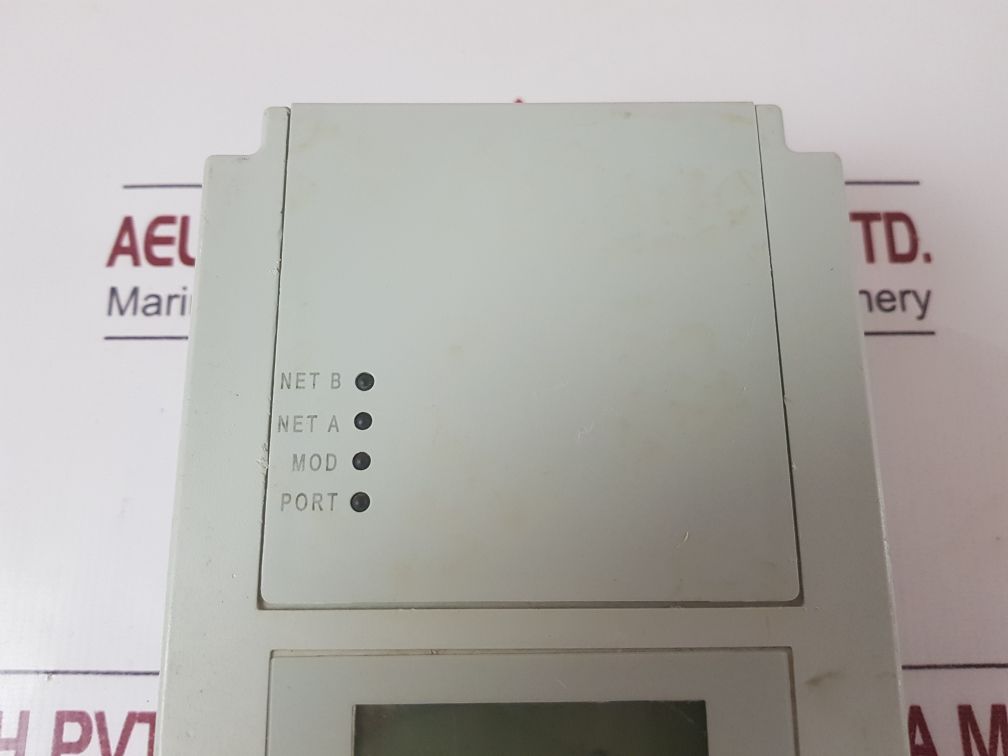 AEL TD.
Mari nery
NET B
NET A
MOD
PORT
H PVT A M